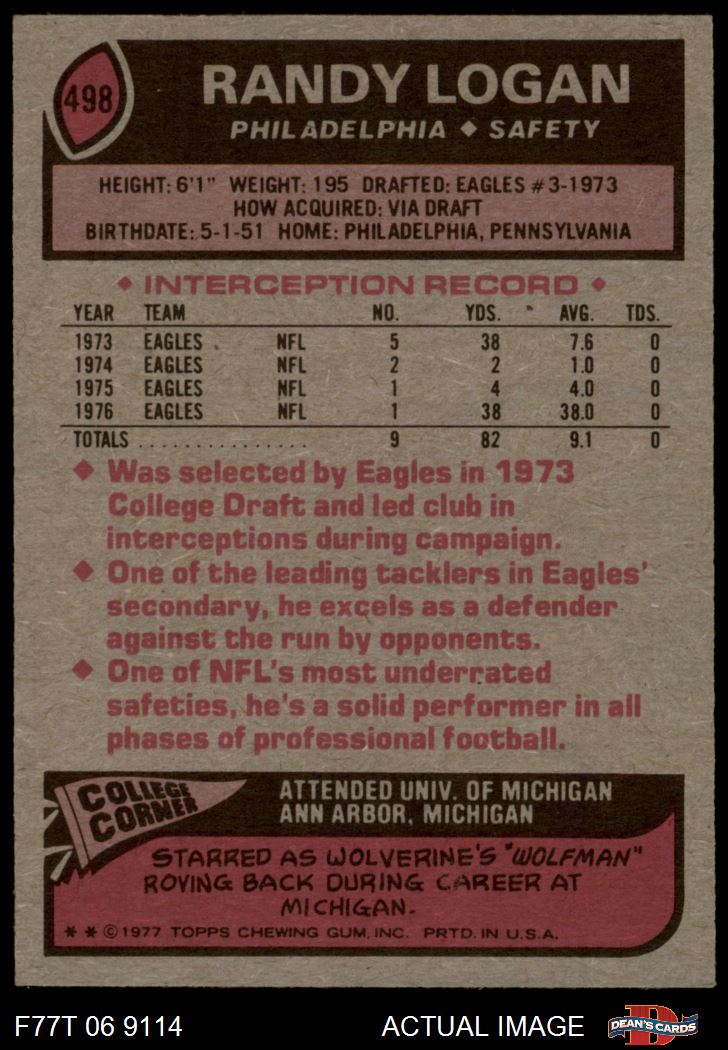 498
RANDY LOGAN
PHILADELPHIA ◆ SAFETY
HEIGHT: 6'1" WEIGHT: 195 DRAFTED: EAGLES #3-1973
HOW ACQUIRED: VIA DRAFT
BIRTHDATE: 5-1-51 HOME: PHILADELPHIA, PENNSYLVANIA
◆ INTERCEPTION RECORD ◆
YEAR TEAM NO. YDS. AVG. TDS.
1973 EAGLES NFL 5 38 7.6 0
1974 EAGLES NFL 2 2 1.0 0
1975 EAGLES NFL 1 4 4.0 0
1976 EAGLES NFL 1 38 38.0 0
TOTALS . . . . . . . . . . . . . . . 9 82 9.1 0
◆ Was selected by Eagles in 1973
College Draft and led club in
interceptions during campaign.
◆ One of the leading tacklers in Eagles'
secondary, he excels as a defender
against the run by opponents.
◆ One of NFL's most underrated
safeties, he's a solid performer in all
phases of professional football.
COLLEGE
CORNER
ATTENDED UNIV. OF MICHIGAN
ANN ARBOR, MICHIGAN
STARRED AS WOLVERINE'S "WOLFMAN"
ROVING BACK DURING CAREER AT
MICHIGAN.
* * © 1977 TOPPS CHEWING GUM, INC. PRTD. IN U.S.A.
F77T 06 9114 ACTUAL IMAGE
D
DEAN'S CARDS